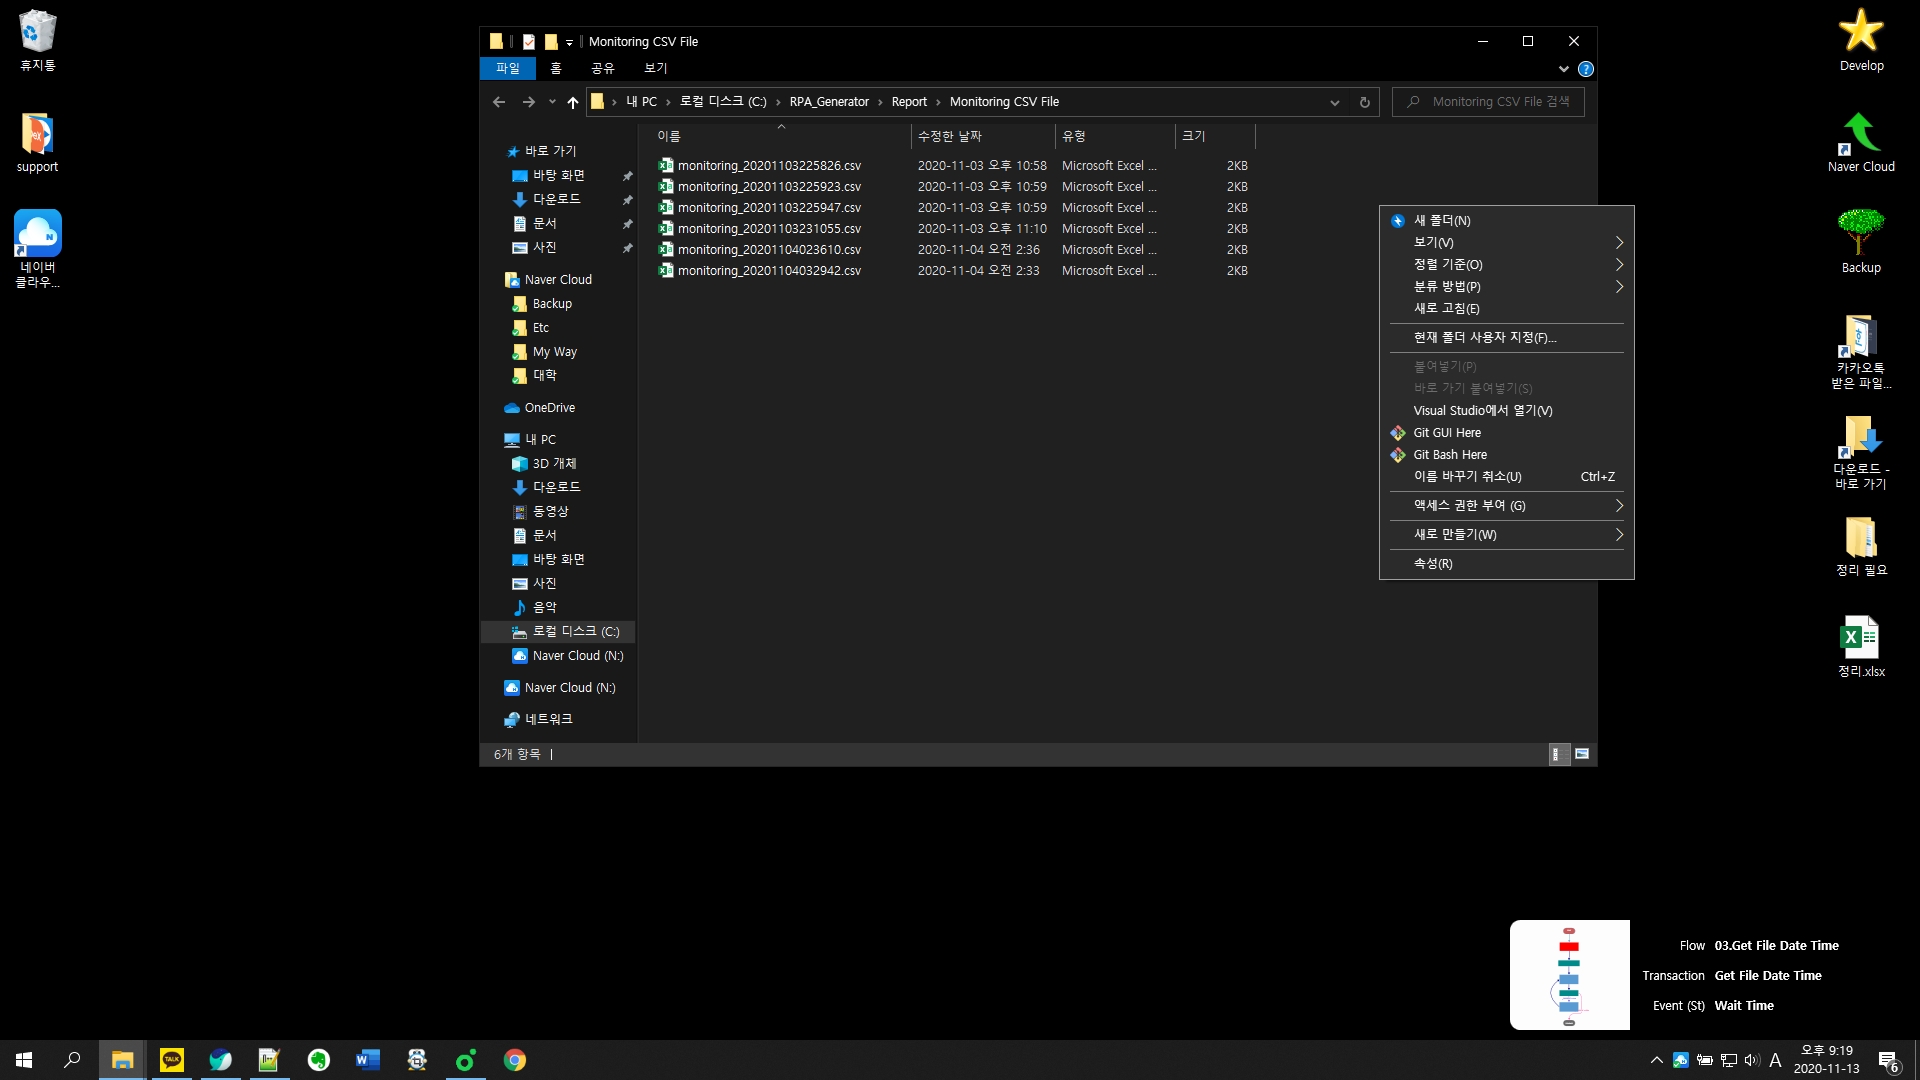 휴지통
support
네이버
클라우...
Monitoring CSV File
파일 홈 공유 보기
내 PC 로컬 디스크 (C:) RPA_Generator Report Monitoring CSV File
Monitoring CSV File 검색
이름 수정한 날짜 유형 크기
monitoring_20201103225826.csv 2020-11-03 오후 10:58 Microsoft Excel ... 2KB
monitoring_20201103225923.csv 2020-11-03 오후 10:59 Microsoft Excel ... 2KB
monitoring_20201103225947.csv 2020-11-03 오후 10:59 Microsoft Excel ... 2KB
monitoring_20201103231055.csv 2020-11-03 오후 11:10 Microsoft Excel ... 2KB
monitoring_20201104023610.csv 2020-11-04 오전 2:36 Microsoft Excel ... 2KB
monitoring_20201104032942.csv 2020-11-04 오전 2:33 Microsoft Excel ... 2KB
바로 가기
바탕 화면
다운로드
문서
사진
Naver Cloud
Backup
Etc
My Way
대학
OneDrive
내 PC
3D 개체
다운로드
동영상
문서
바탕 화면
사진
음악
로컬 디스크 (C:)
Naver Cloud (N:)
Naver Cloud (N:)
네트워크
6개 항목
새 폴더(N)
보기(V)
정렬 기준(O)
분류 방법(P)
새로 고침(E)
현재 폴더 사용자 지정(F)...
붙여넣기(P)
바로 가기 붙여넣기(S)
Visual Studio에서 열기(V)
Git GUI Here
Git Bash Here
이름 바꾸기 취소(U) Ctrl+Z
액세스 권한 부여 (G)
새로 만들기(W)
속성(R)
Develop
Naver Cloud
Backup
카카오톡
받은 파일...
다운로드 -
바로 가기
정리 필요
정리.xlsx
Flow 03.Get File Date Time
Transaction Get File Date Time
Event (St) Wait Time
TALK
A
오후 9:19
2020-11-13
6